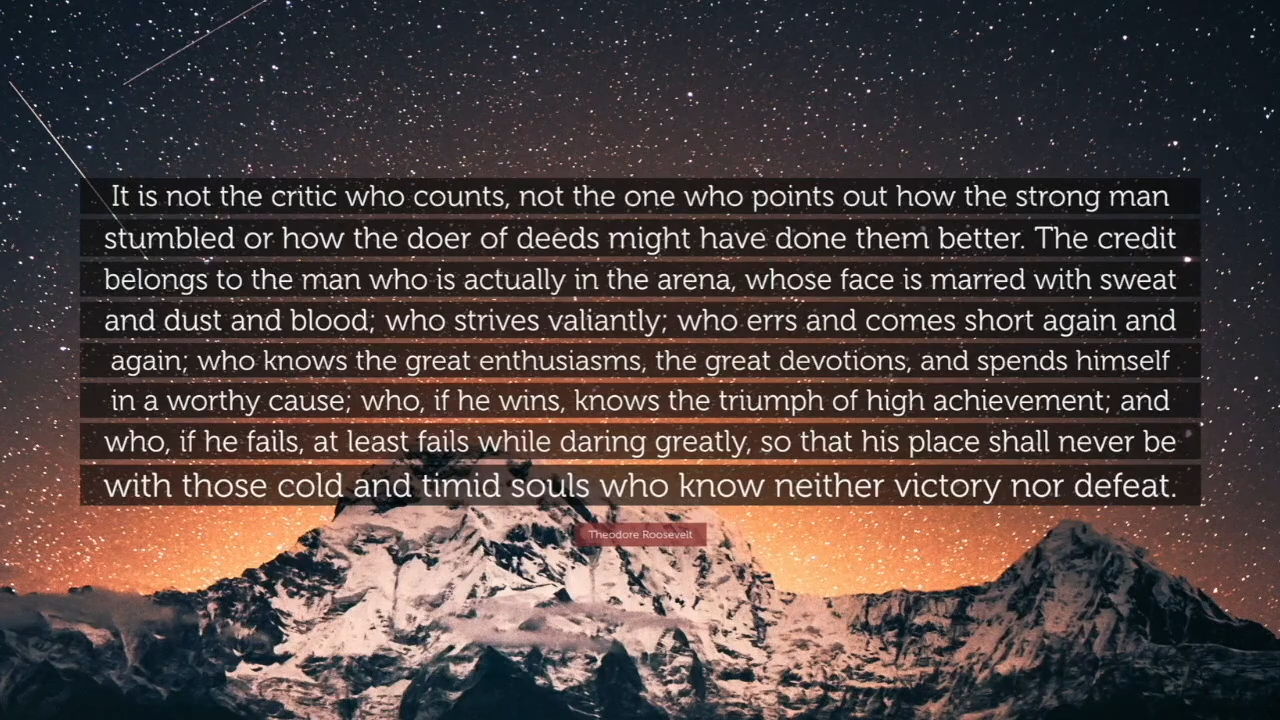 It is not the critic who counts, not the one who points out how the strong man
stumbled or how the doer of deeds might have done them better. The credit
belongs to the man who is actually in the arena, whose face is marred with sweat
and dust and blood; who strives valiantly; who errs and comes short again and
again; who knows the great enthusiasms, the great devotions, and spends himself
in a worthy cause; who, if he wins, knows the triumph of high achievement; and
who, if he fails, at least fails while daring greatly, so that his place shall never be
with those cold and timid souls who know neither victory nor defeat.
Theodore Roosevelt